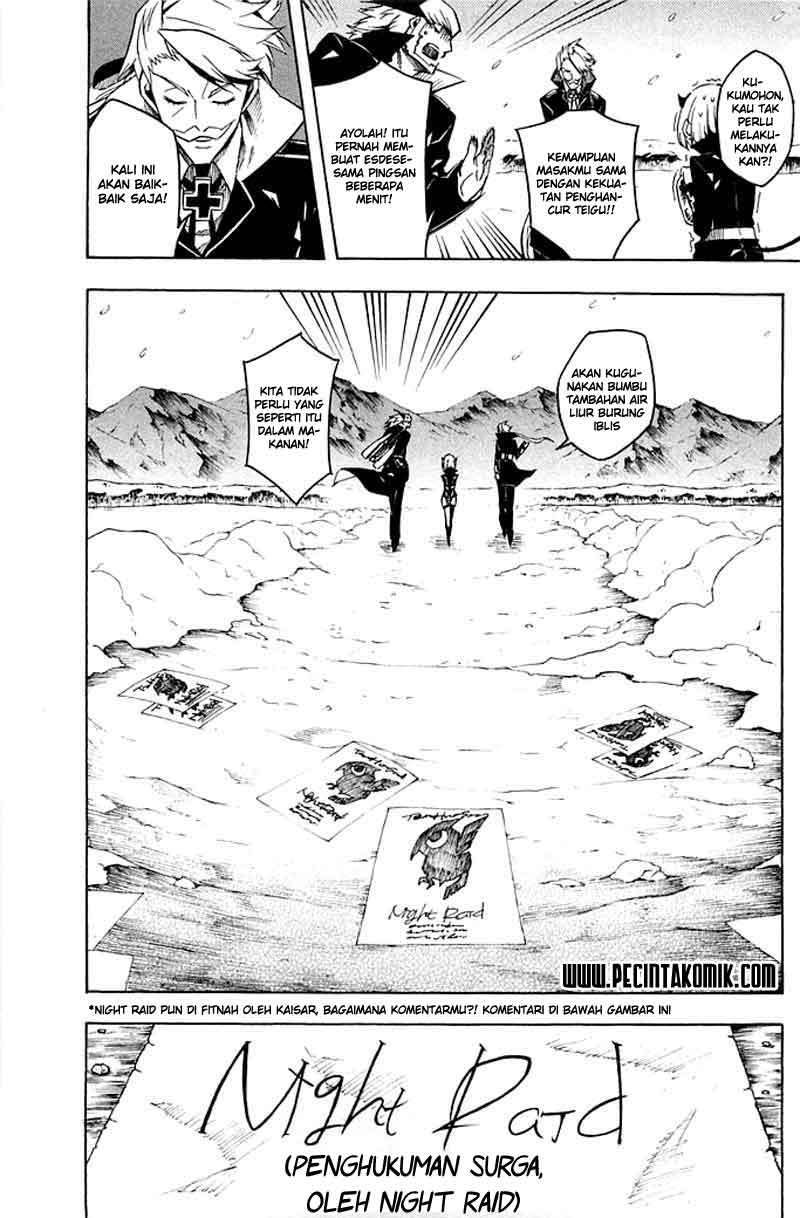 KU-
KUMOHON,
KAU TAK
PERLU
MELAKU-
KANNYA
KAN?!
KEMAMPUAN
MASAKMU SAMA
DENGAN KEKUA-
TAN PENGHAN-
CUR TEIGU!!
AYOLAH! ITU
PERNAH MEM-
BUAT ESDESE-
SAMA PINGSAN
BEBERAPA
MENIT!
KALI INI
AKAN BAIK-
BAIK SAJA!
AKAN KUGU-
NAKAN BUMBU
TAMBAHAN AIR
LIUR BURUNG
IBLIS
KITA TIDAK
PERLU YANG
SEPERTI ITU
DALAM MA-
KANAN!
Night Raid
Night Raid
WWW.PECINTAKOMIK.COM
*NIGHT RAID PUN DI FITNAH OLEH KAISAR, BAGAIMANA KOMENTARMU?! KOMENTARI DI BAWAH GAMBAR INI
Night Raid
(PENGHUKUMAN SURGA,
OLEH NIGHT RAID)